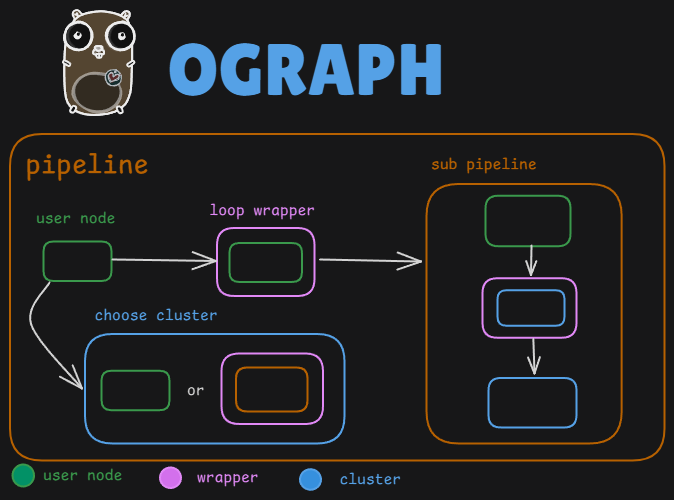 OGRAPH
pipeline
sub pipeline
loop wrapper
user node
choose cluster
or
user node
wrapper
cluster